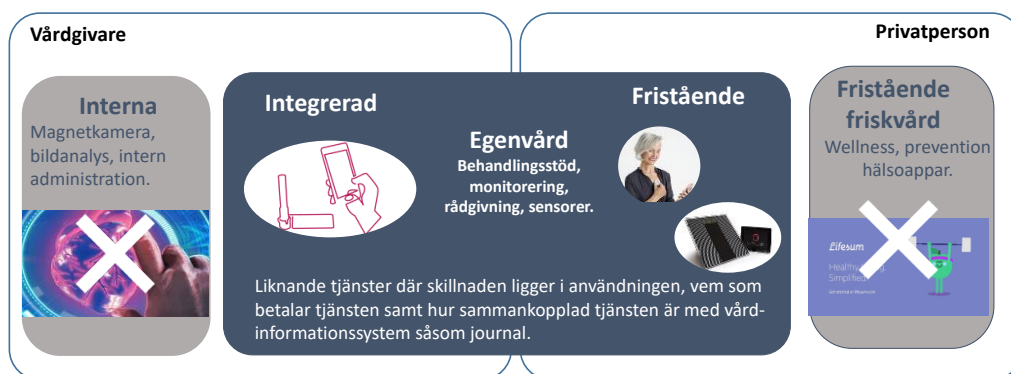 Vårdgivare
Privatperson
Interna
Magnetkamera,
bildanalys, intern
administration.
Integrerad
Egenvård
Behandlingsstöd,
monitorering,
rådgivning, sensorer.
Fristående
Liknande tjänster där skillnaden ligger i användningen, vem som
betalar tjänsten samt hur sammankopplad tjänsten är med vård-
informationssystem såsom journal.
Fristående
friskvård
Wellness, prevention
hälsoappar.
Lifesum
Simplified